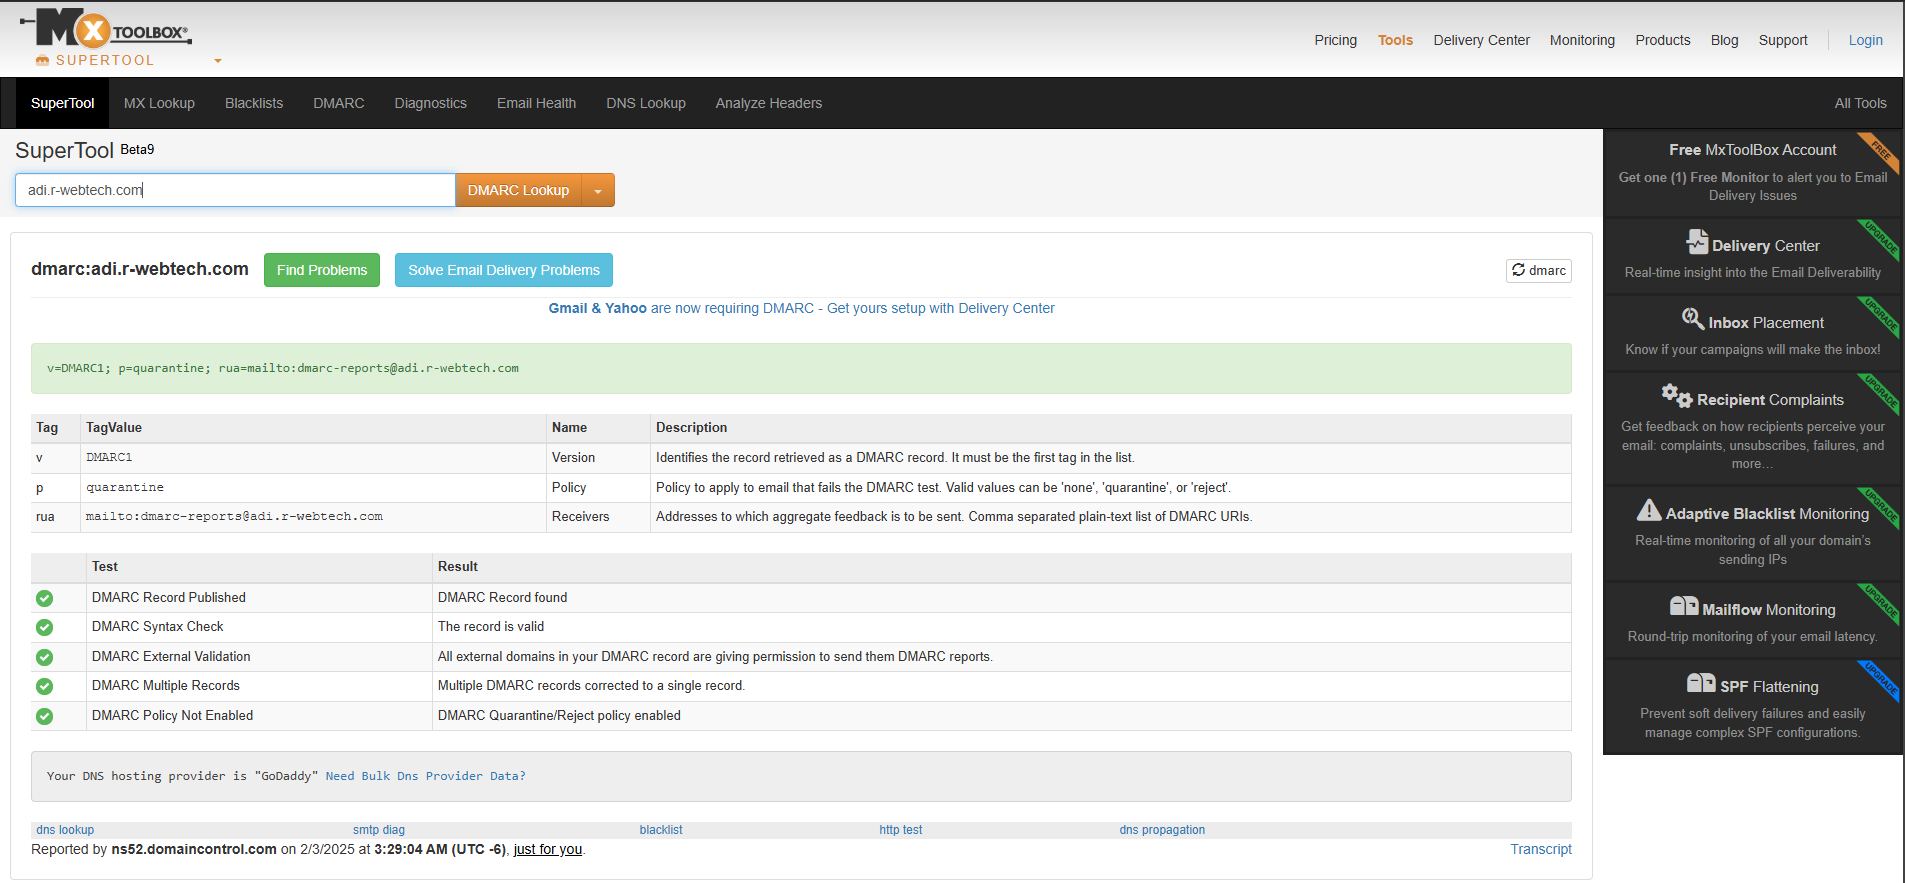 MX TOOLBOX®
SUPERTOOL
Pricing Tools Delivery Center Monitoring Products Blog Support Login
SuperTool MX Lookup Blacklists DMARC Diagnostics Email Health DNS Lookup Analyze Headers All Tools
SuperTool Beta9
adi.r-webtech.com DMARC Lookup
dmarc:adi.r-webtech.com Find Problems Solve Email Delivery Problems dmarc
Gmail & Yahoo are now requiring DMARC - Get yours setup with Delivery Center
v=DMARC1; p=quarantine; rua=mailto:dmarc-reports@adi.r-webtech.com
Tag TagValue Name Description
v DMARC1 Version Identifies the record retrieved as a DMARC record. It must be the first tag in the list.
p quarantine Policy Policy to apply to email that fails the DMARC test. Valid values can be 'none', 'quarantine', or 'reject'.
rua mailto:dmarc-reports@adi.r-webtech.com Receivers Addresses to which aggregate feedback is to be sent. Comma separated plain-text list of DMARC URIs.
Test Result
DMARC Record Published DMARC Record found
DMARC Syntax Check The record is valid
DMARC External Validation All external domains in your DMARC record are giving permission to send them DMARC reports.
DMARC Multiple Records Multiple DMARC records corrected to a single record.
DMARC Policy Not Enabled DMARC Quarantine/Reject policy enabled
Your DNS hosting provider is "GoDaddy" Need Bulk Dns Provider Data?
dns lookup smtp diag blacklist http test dns propagation
Reported by ns52.domaincontrol.com on 2/3/2025 at 3:29:04 AM (UTC -6), just for you. Transcript
FREE
Free MxToolBox Account
Get one (1) Free Monitor to alert you to Email
Delivery Issues
UPGRADE
Delivery Center
Real-time insight into the Email Deliverability
UPGRADE
Inbox Placement
Know if your campaigns will make the inbox!
UPGRADE
Recipient Complaints
Get feedback on how recipients perceive your
email: complaints, unsubscribes, failures, and
more…
UPGRADE
Adaptive Blacklist Monitoring
Real-time monitoring of all your domain's
sending IPs
UPGRADE
Mailflow Monitoring
Round-trip monitoring of your email latency.
UPGRADE
SPF Flattening
Prevent soft delivery failures and easily
manage complex SPF configurations.